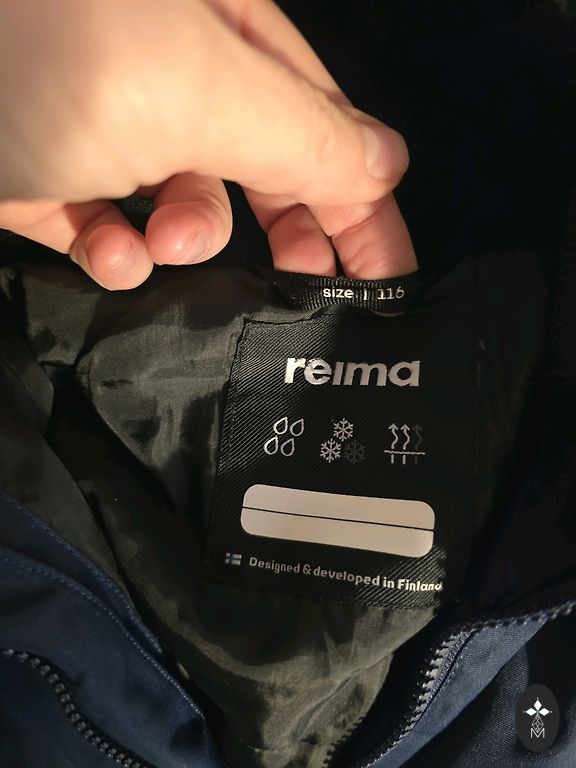 size | 116
reima
Designed & developed in Finland